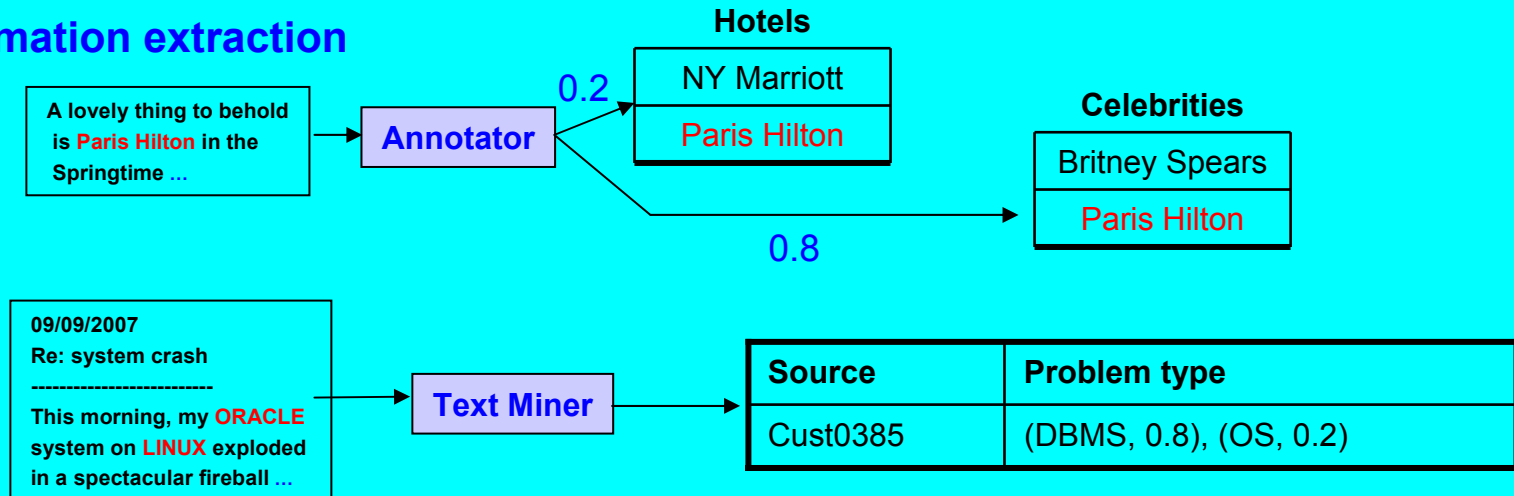 mation extraction
A lovely thing to behold
is Paris Hilton in the
Springtime ...
Annotator
0.2
0.8
Hotels
NY Marriott
Paris Hilton
Celebrities
Britney Spears
Paris Hilton
09/09/2007
Re: system crash
---------------------------
This morning, my ORACLE
system on LINUX exploded
in a spectacular fireball ...
Text Miner
Source Problem type
Cust0385 (DBMS, 0.8), (OS, 0.2)